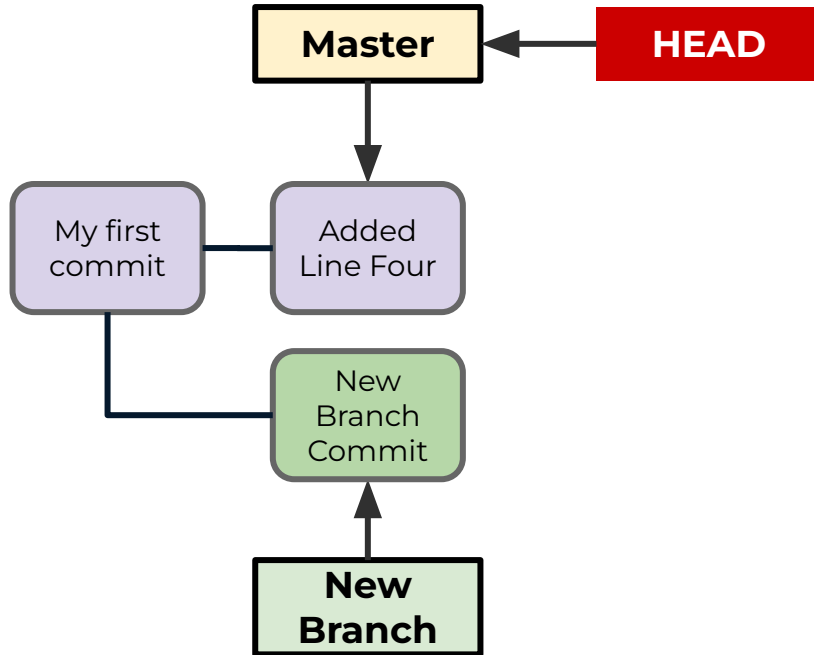 Master
HEAD
My first
commit
Added
Line Four
New
Branch
Commit
New
Branch